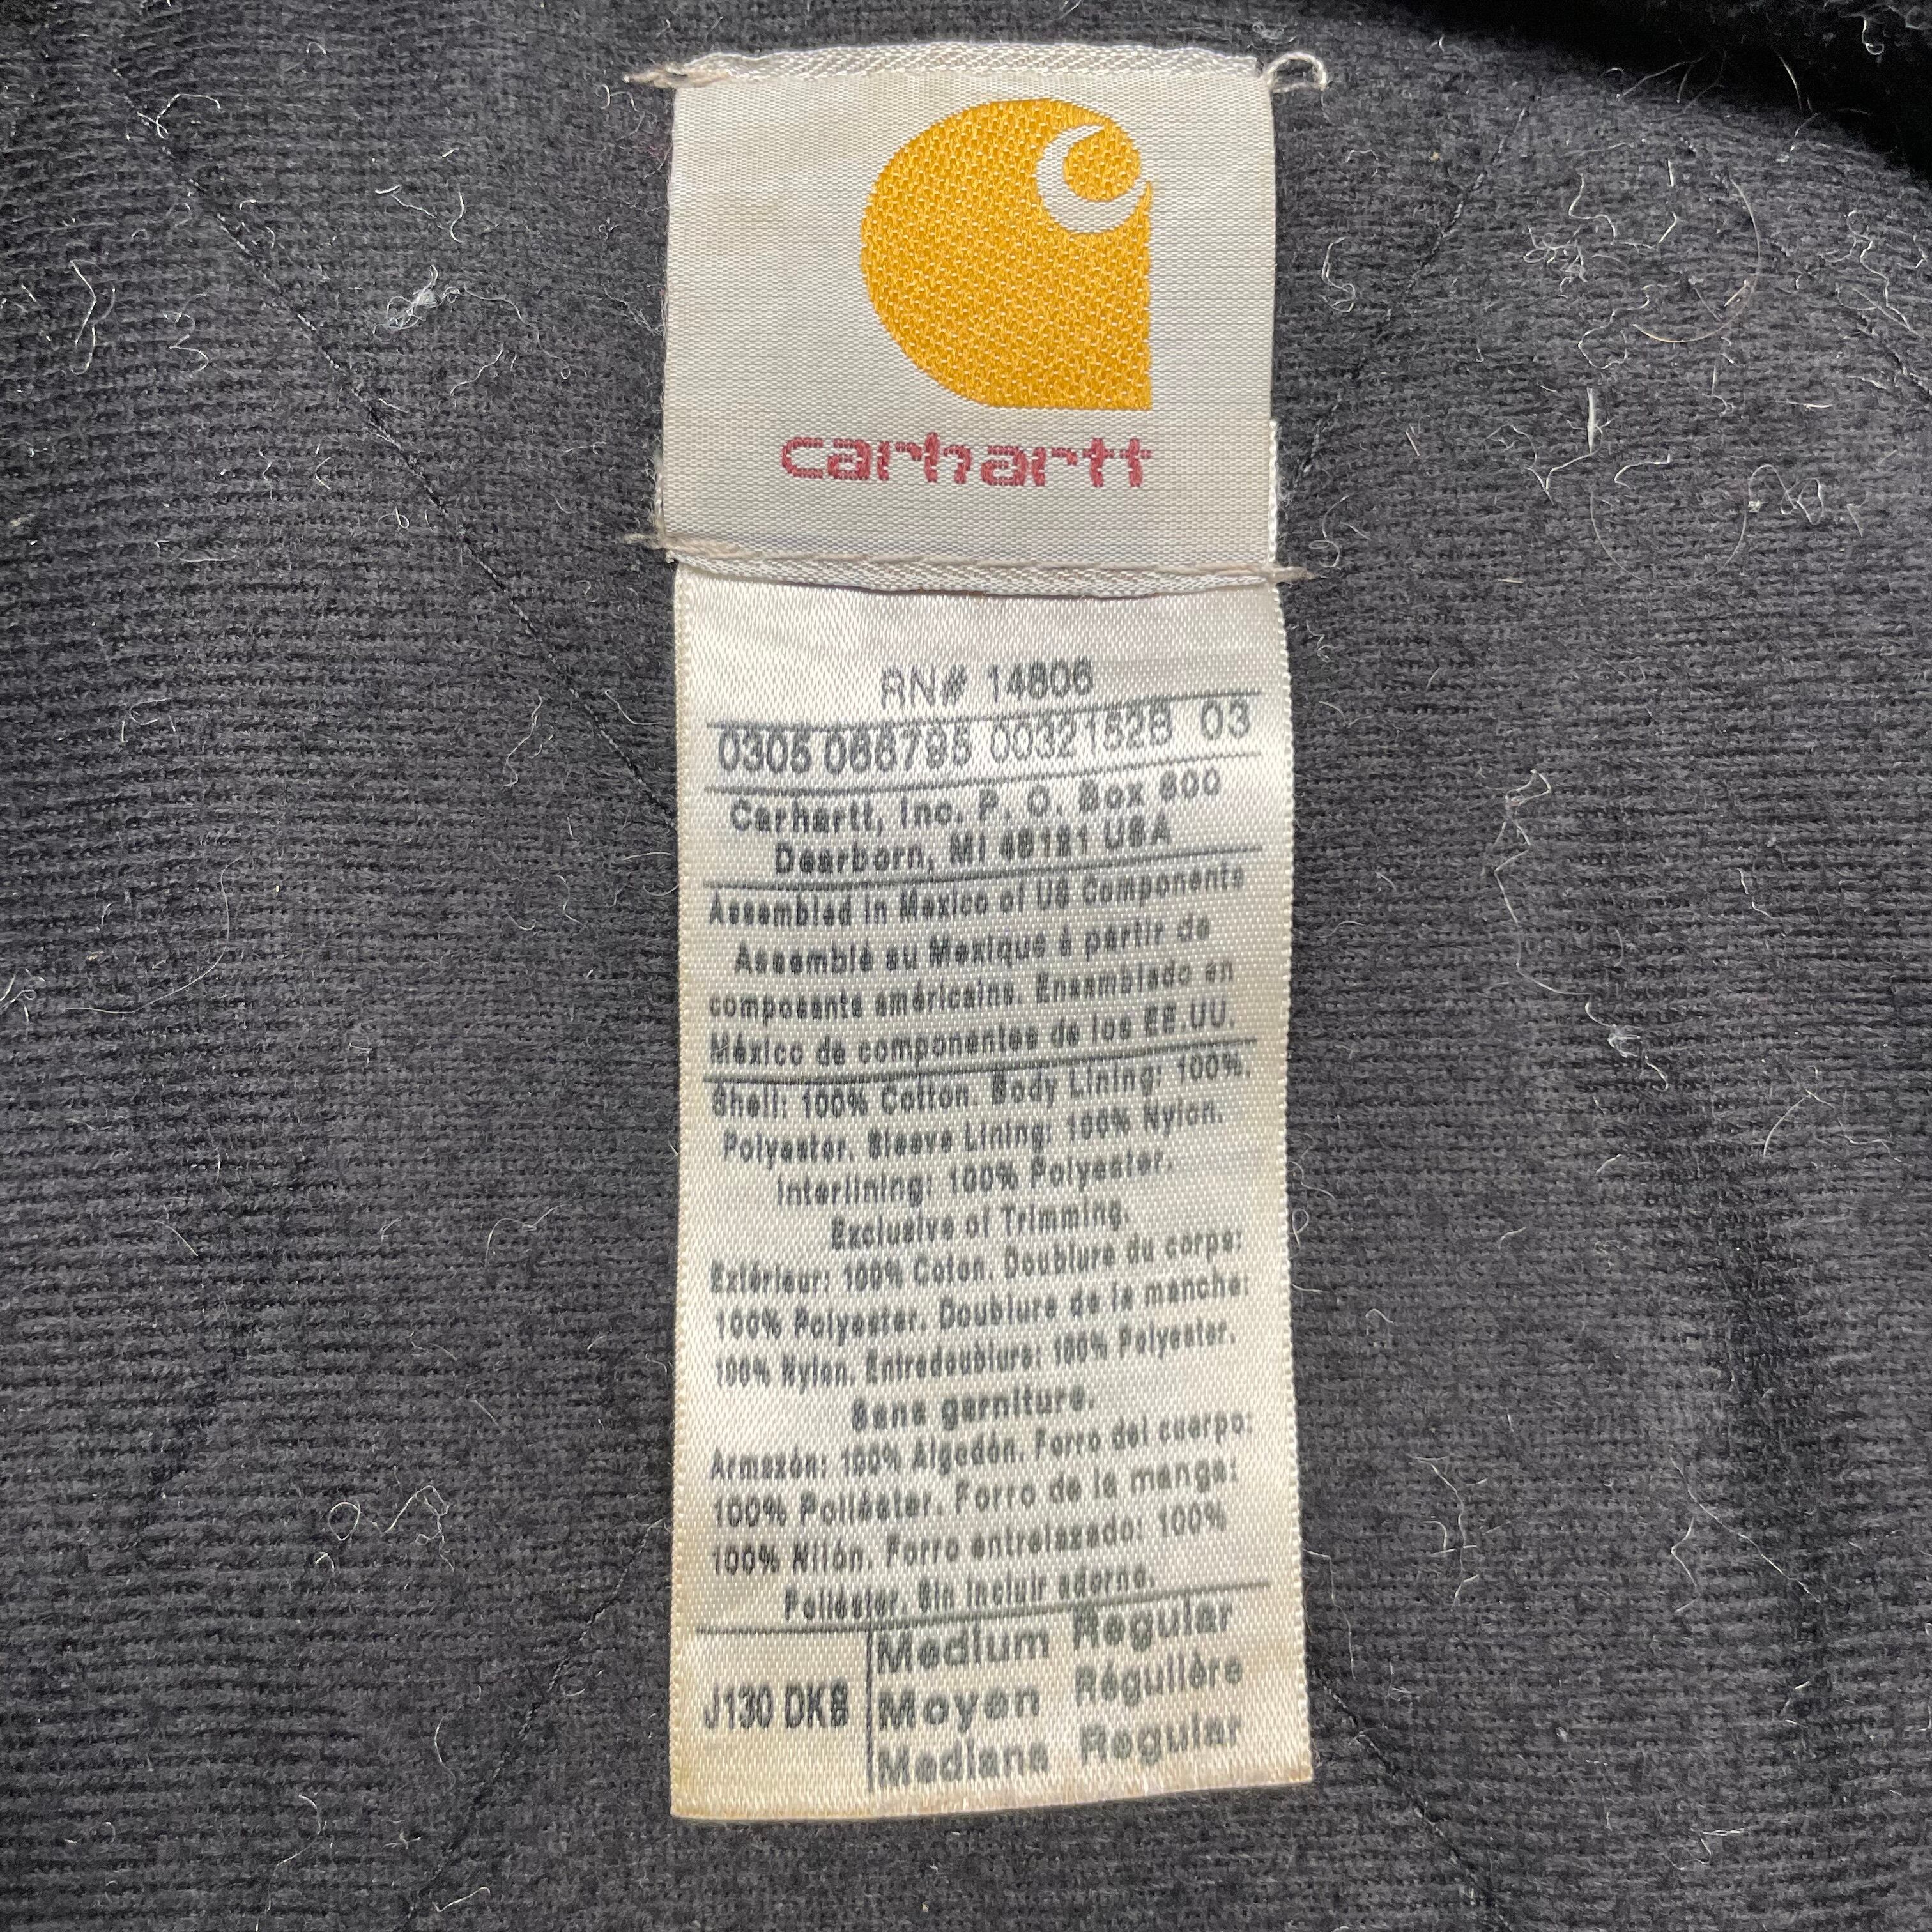 carhartt
RN# 14806
0305 066795 00321528 03
Carhartt, Inc. P. O. Box 600
Dearborn, MI 48121 USA
Assembled in Mexico of US Components
Assemblé au Mexique à partir de
composants américains. Ensamblado en
México de componentes de los EE.UU.
Shell: 100% Cotton. Body Lining: 100%
Polyester. Sleeve Lining: 100% Nylon.
Interlining: 100% Polyester.
Exclusive of Trimming.
Extérieur: 100% Coton. Doublure du corps:
100% Polyester. Doublure de la manche:
100% Nylon. Entredoublure: 100% Polyester.
Sans garniture.
Armazón: 100% Algodón. Forro del cuerpo:
100% Poliéster. Forro de la manga:
100% Nilón. Forro entrelazado: 100%
Poliéster. Sin incluir adorno.
J130 DKB
Medium Regular
Moyen Régulière
Mediana Regular